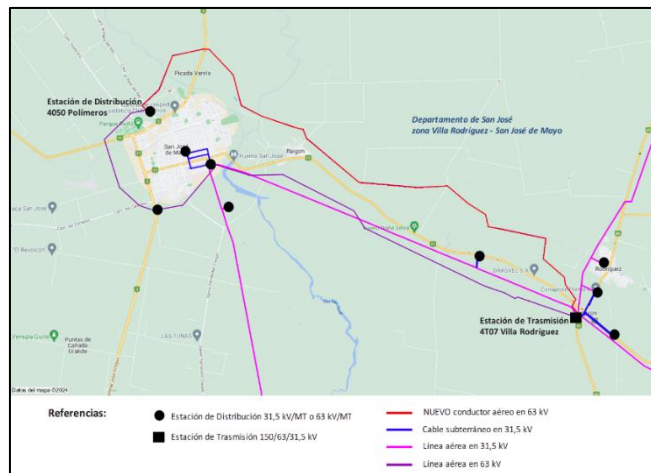 Picada Varela
Estación de Distribución
4050 Polímeros
Departamento de San José
zona Villa Rodríguez - San José de Mayo
San José
de Ma
Raigon
Puente San José
GRASVEL S.A
Rodríguez
Estación de Trasmisión
4T07 Villa Rodríguez
LAS TUNAS
Puntas de
Cañada
Grande
Datos del mapa ©2024
Referencias:
Estación de Distribución 31,5 kV/MT o 63 kV/MT
Estación de Trasmisión 150/63/31,5 kV
NUEVO conductor aéreo en 63 kV
Cable subterráneo en 31,5 kV
Línea aérea en 31,5 kV
Línea aérea en 63 kV